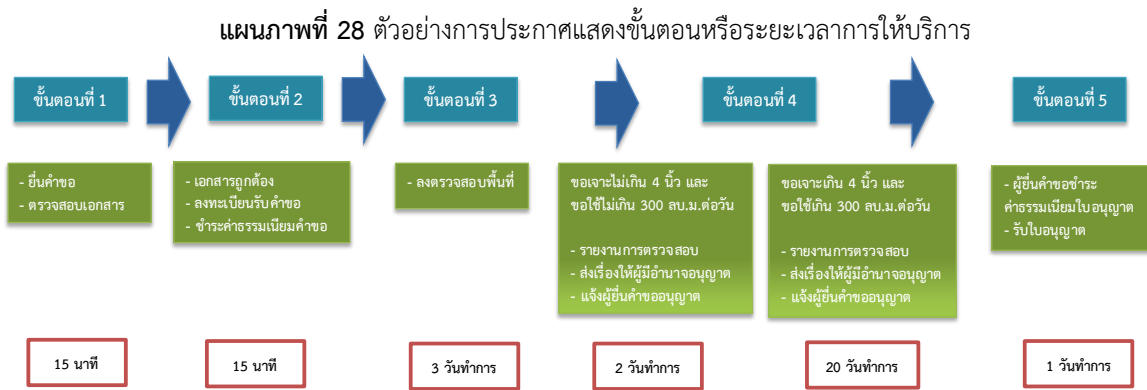 แผนภาพที่ 28 ตัวอย่างการประกาศแสดงขั้นตอนหรือระยะเวลาการให้บริการ
ขั้นตอนที่ 1
ขั้นตอนที่ 2
ขั้นตอนที่ 3
ขั้นตอนที่ 4
ขั้นตอนที่ 5
- ยื่นคำขอ
- ตรวจสอบเอกสาร
- เอกสารถูกต้อง
- ลงทะเบียนรับคำขอ
- ชำระค่าธรรมเนียมคำขอ
- ลงตรวจสอบพื้นที่
ขอเจาะไม่เกิน 4 นิ้ว และ
ขอใช้ไม่เกิน 300 ลบ.ม.ต่อวัน
- รายงานการตรวจสอบ
- ส่งเรื่องให้ผู้มีอำนาจอนุญาต
- แจ้งผู้ยื่นคำขออนุญาต
ขอเจาะเกิน 4 นิ้ว และ
ขอใช้เกิน 300 ลบ.ม.ต่อวัน
- รายงานการตรวจสอบ
- ส่งเรื่องให้ผู้มีอำนาจอนุญาต
- แจ้งผู้ยื่นคำขออนุญาต
- ผู้ยื่นคำขอชำระ
ค่าธรรมเนียมใบอนุญาต
- รับใบอนุญาต
15 นาที
15 นาที
3 วันทำการ
2 วันทำการ
20 วันทำการ
1 วันทำการ